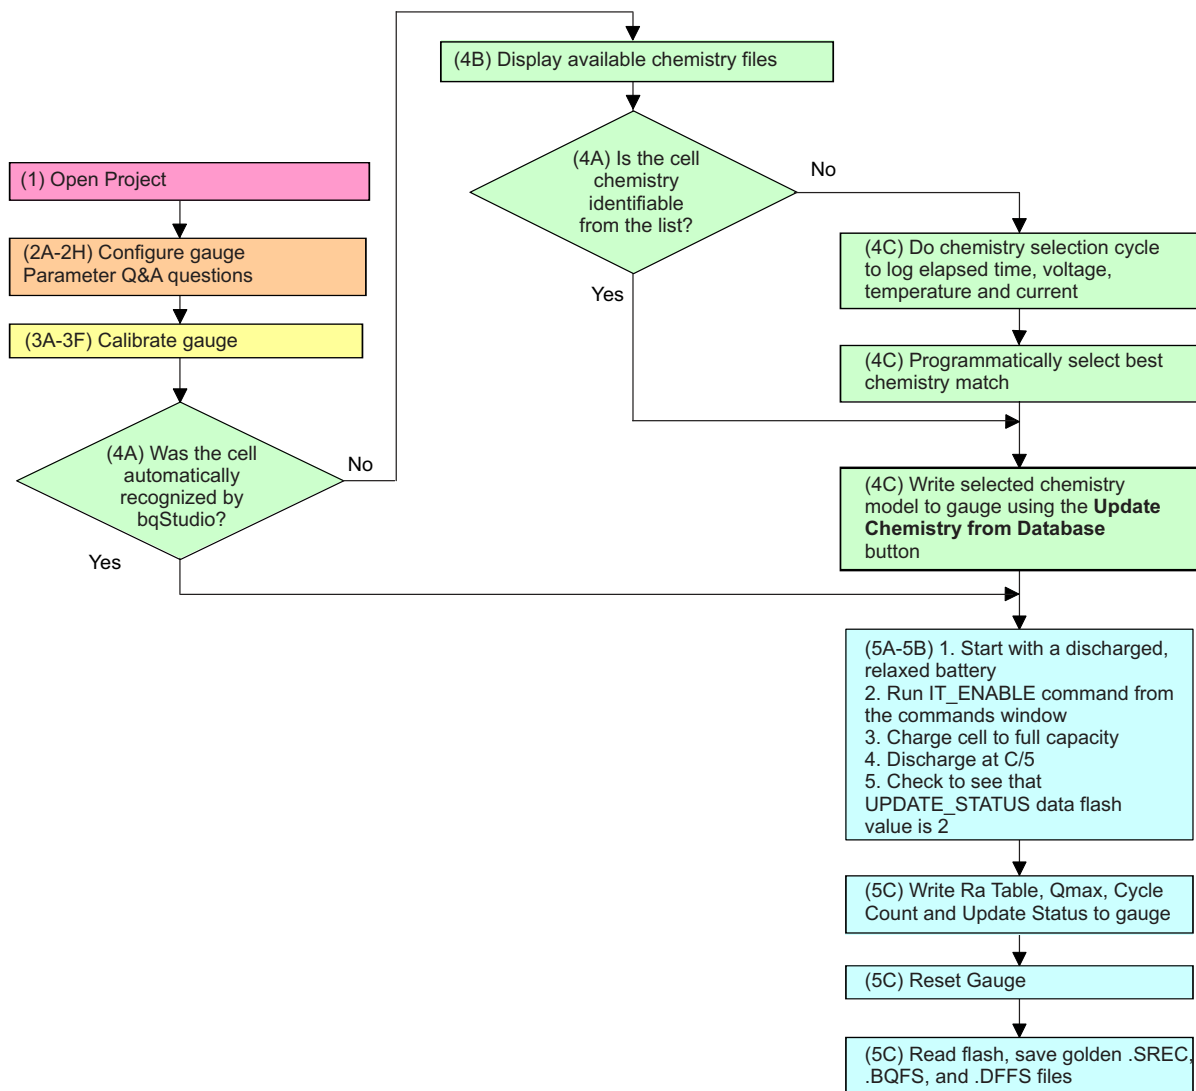 (1) Open Project
(2A-2H) Configure gauge
Parameter Q&A questions
(3A-3F) Calibrate gauge
(4A) Was the cell
automatically
recognized by
bqStudio?
No
Yes
(4B) Display available chemistry files
(4A) Is the cell
chemistry
identifiable
from the list?
No
Yes
(4C) Do chemistry selection cycle
to log elapsed time, voltage,
temperature and current
(4C) Programmatically select best
chemistry match
(4C) Write selected chemistry
model to gauge using the Update
Chemistry from Database
button
(5A-5B) 1. Start with a discharged,
relaxed battery
2. Run IT_ENABLE command from
the commands window
3. Charge cell to full capacity
4. Discharge at C/5
5. Check to see that
UPDATE_STATUS data flash
value is 2
(5C) Write Ra Table, Qmax, Cycle
Count and Update Status to gauge
(5C) Reset Gauge
(5C) Read flash, save golden .SREC,
.BQFS, and .DFFS files